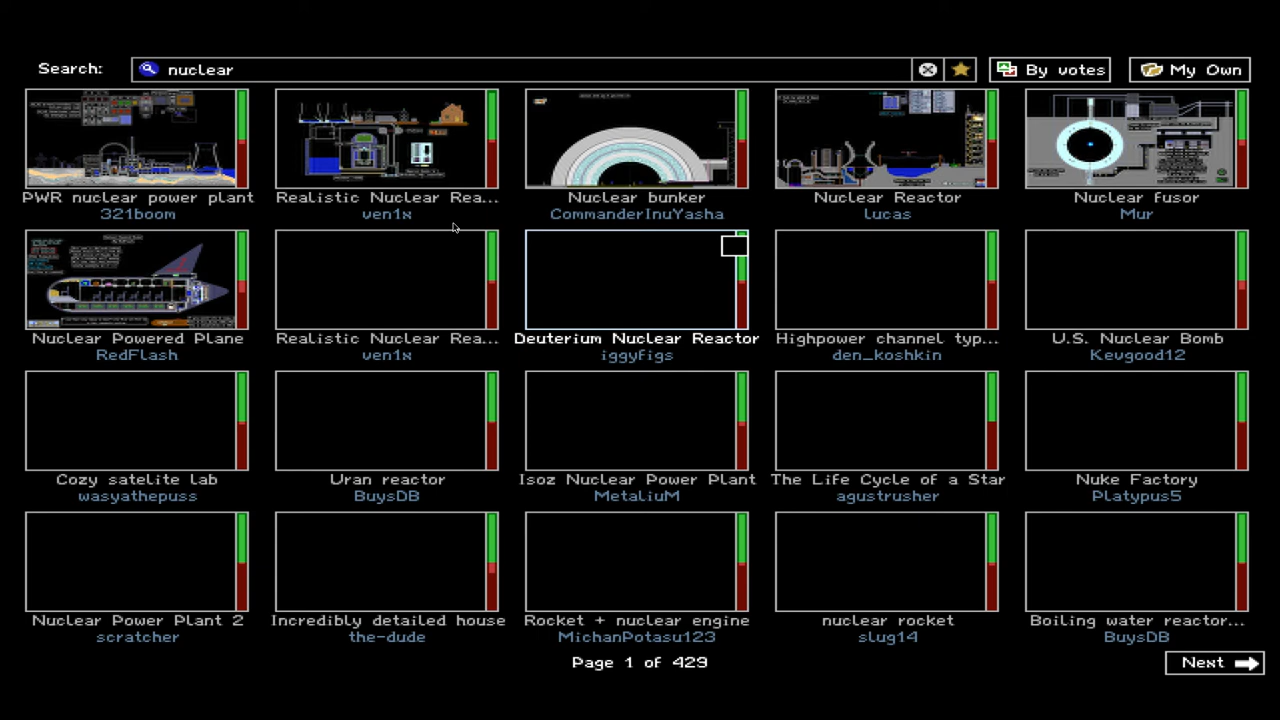 Search: nuclear By votes My Own
PWR nuclear power plant Realistic Nuclear Rea... Nuclear bunker Nuclear Reactor Nuclear fusor
321boom ven1x CommanderInuYasha Lucas Mur
Nuclear Powered Plane Realistic Nuclear Rea... Deuterium Nuclear Reactor Highpower channel typ... U.S. Nuclear Bomb
RedFlash ven1x iggyfigs den_koshkin Kevgood12
Cozy satelite lab Uran reactor Isoz Nuclear Power Plant The Life Cycle of a Star Nuke Factory
wasyathepuss BuysDB MetaliuM agustrusher Platypus5
Nuclear Power Plant 2 Incredibly detailed house Rocket + nuclear engine nuclear rocket Boiling water reactor...
scratcher the-dude MichanPotasu123 slug14 BuysDB
Page 1 of 429
Next